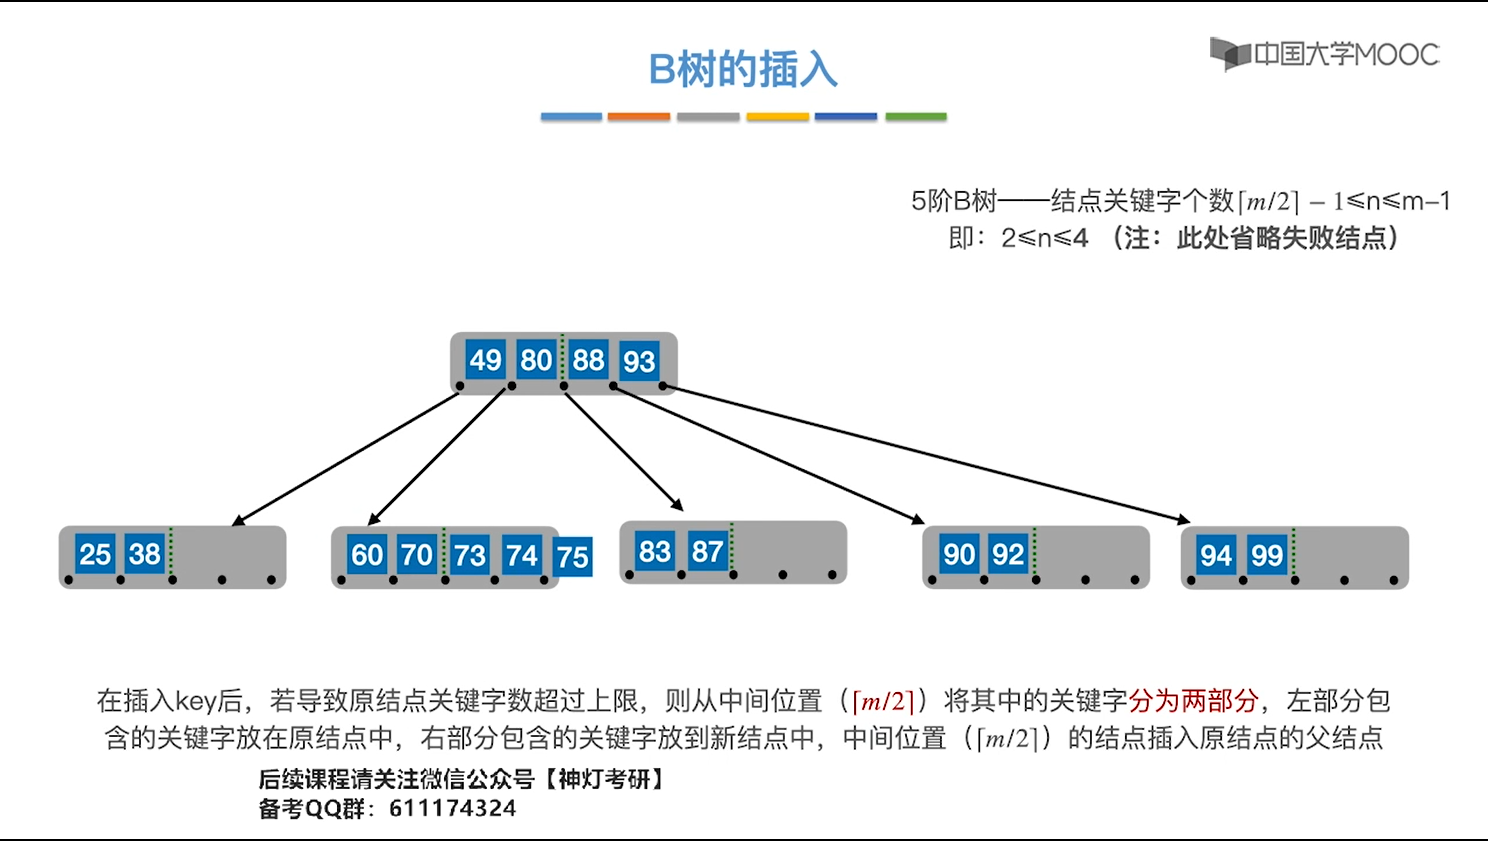 B树的插入
中国大学MOOC
5阶B树——结点关键字个数⌈m/2⌉ − 1⩽n⩽m–1
即：2⩽n⩽4 （注：此处省略失败结点）
49 80 88 93
25 38
60 70 73 74 75
83 87
90 92
94 99
在插入key后，若导致原结点关键字数超过上限，则从中间位置（⌈m/2⌉）将其中的关键字分为两部分，左部分包
含的关键字放在原结点中，右部分包含的关键字放到新结点中，中间位置（⌈m/2⌉）的结点插入原结点的父结点
后续课程请关注微信公众号【神灯考研】
备考QQ群：611174324